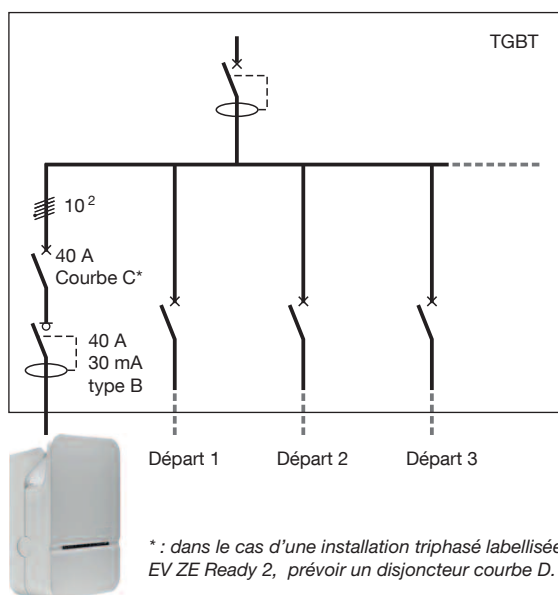 TGBT
10²
40 A
Courbe C*
40 A
30 mA
type B
Départ 1
Départ 2
Départ 3
* : dans le cas d'une installation triphasé labellisée
EV ZE Ready 2, prévoir un disjoncteur courbe D.